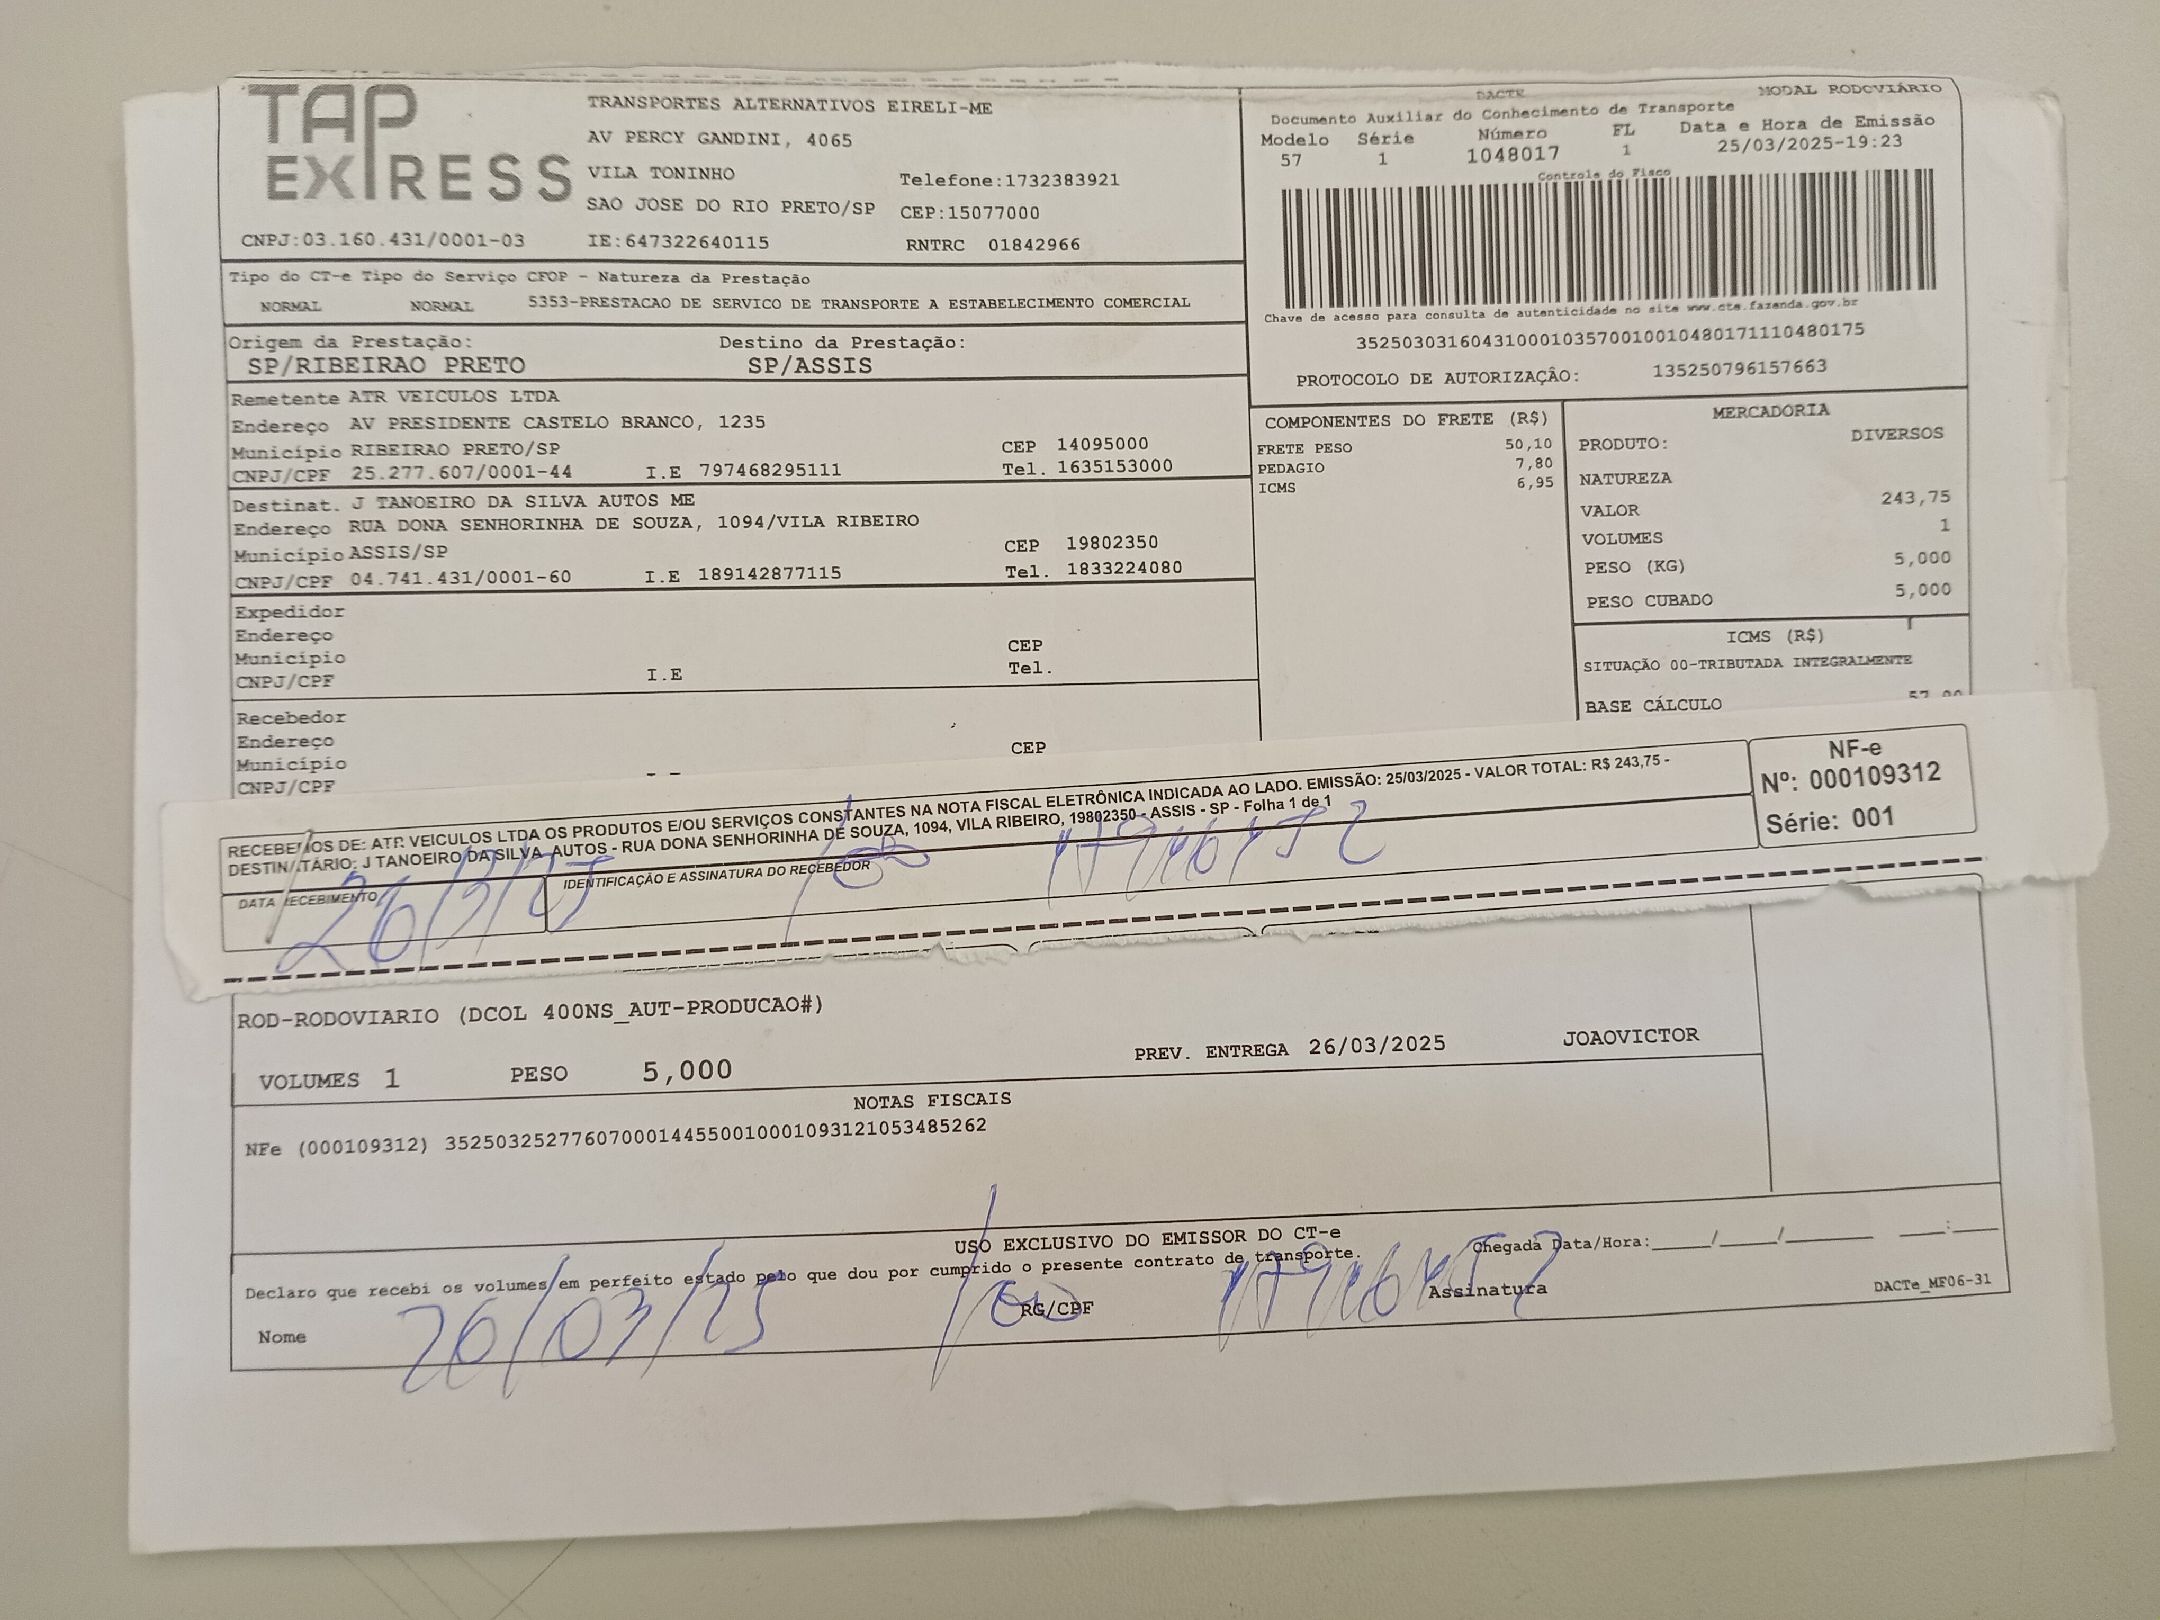 TAP EXPRESS
TRANSPORTES ALTERNATIVOS EIRELI-ME
AV PERCY GANDINI, 4065
VILA TONINHO Telefone:1732383921
SAO JOSE DO RIO PRETO/SP CEP:15077000
CNPJ:03.160.431/0001-03 IE:647322640115 RNTRC 01842966
DACTE MODAL RODOVIÁRIO
Documento Auxiliar do Conhecimento de Transporte
Modelo Série Número FL Data e Hora de Emissão
57 1 1048017 1 25/03/2025-19:23
Controle do Fisco
Chave de acesso para consulta de autenticidade no site www.cte.fazenda.gov.br
35250303160431000103570010010480171110480175
PROTOCOLO DE AUTORIZAÇÂO: 135250796157663
Tipo do CT-e Tipo do Serviço CFOP - Natureza da Prestação
NORMAL NORMAL 5353-PRESTACAO DE SERVICO DE TRANSPORTE A ESTABELECIMENTO COMERCIAL
Origem da Prestação: Destino da Prestação:
SP/RIBEIRAO PRETO SP/ASSIS
Remetente ATR VEICULOS LTDA
Endereço AV PRESIDENTE CASTELO BRANCO, 1235
Município RIBEIRAO PRETO/SP CEP 14095000
CNPJ/CPF 25.277.607/0001-44 I.E 797468295111 Tel. 1635153000
Destinat. J TANOEIRO DA SILVA AUTOS ME
Endereço RUA DONA SENHORINHA DE SOUZA, 1094/VILA RIBEIRO
Município ASSIS/SP CEP 19802350
CNPJ/CPF 04.741.431/0001-60 I.E 189142877115 Tel. 1833224080
Expedidor
Endereço
Município CEP
CNPJ/CPF I.E Tel.
Recebedor
Endereço
Município CEP
CNPJ/CPF
COMPONENTES DO FRETE (R$)
FRETE PESO 50,10
PEDAGIO 7,80
ICMS 6,95
MERCADORIA
PRODUTO: DIVERSOS
NATUREZA
VALOR 243,75
VOLUMES 1
PESO (KG) 5,000
PESO CUBADO 5,000
ICMS (R$)
SITUAÇÃO 00-TRIBUTADA INTEGRALMENTE
BASE CÁLCULO
RECEBEMOS DE: ATR VEICULOS LTDA OS PRODUTOS E/OU SERVIÇOS CONSTANTES NA NOTA FISCAL ELETRÔNICA INDICADA AO LADO. EMISSÃO: 25/03/2025 - VALOR TOTAL: R$ 243,75 -
DESTINATÁRIO: J TANOEIRO DA SILVA AUTOS - RUA DONA SENHORINHA DE SOUZA, 1094, VILA RIBEIRO, 19802350 - ASSIS - SP - Folha 1 de 1
NF-e
Nº: 000109312
Série: 001
DATA RECEBIMENTO IDENTIFICAÇÃO E ASSINATURA DO RECEBEDOR
26/3/25
ROD-RODOVIARIO (DCOL 400NS_AUT-PRODUCAO#)
VOLUMES 1 PESO 5,000 PREV. ENTREGA 26/03/2025 JOAOVICTOR
NOTAS FISCAIS
NFe (000109312) 35250325277607000144550010001093121053485262
USO EXCLUSIVO DO EMISSOR DO CT-e
Declaro que recebi os volumes em perfeito estado pelo que dou por cumprido o presente contrato de transporte.
Chegada Data/Hora:_____/_____/________ ____:____
Nome 26/03/25 RG/CPF Assinatura
DACTe_MF06-31